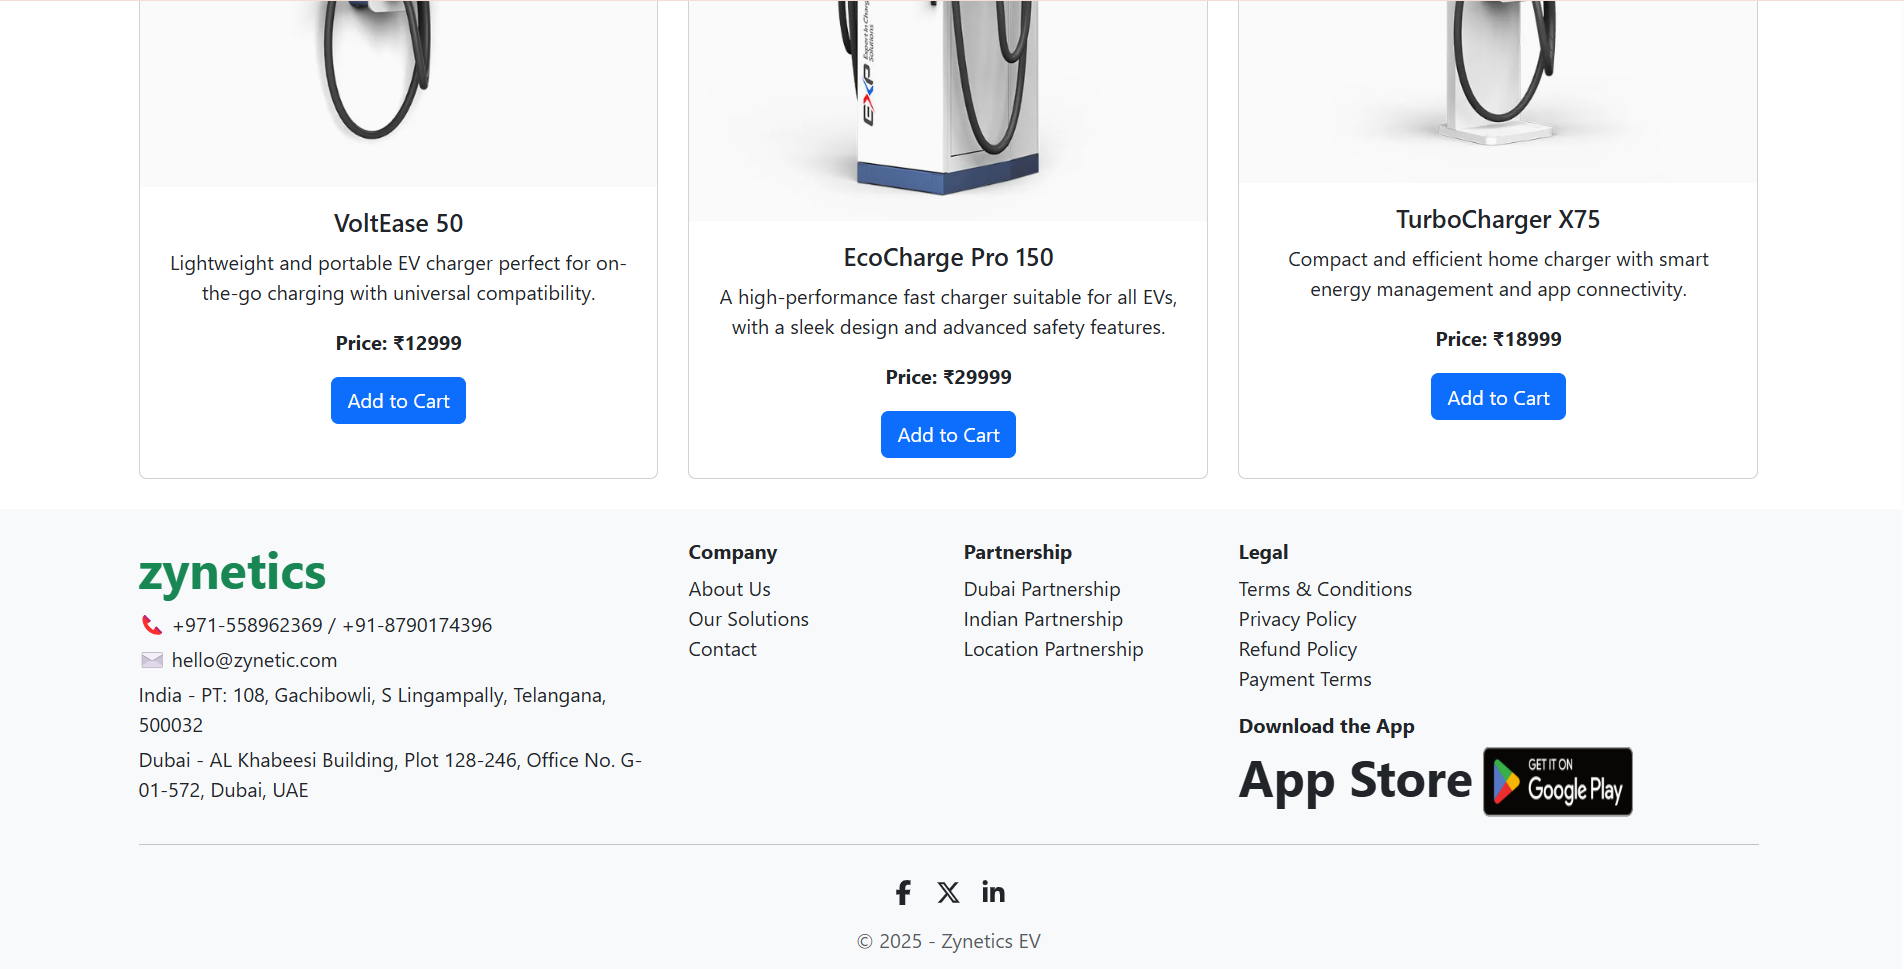 EXP
Expert in Charg
Solutions
VoltEase 50
Lightweight and portable EV charger perfect for on-
the-go charging with universal compatibility.
Price: ₹12999
Add to Cart
EcoCharge Pro 150
A high-performance fast charger suitable for all EVs,
with a sleek design and advanced safety features.
Price: ₹29999
Add to Cart
TurboCharger X75
Compact and efficient home charger with smart
energy management and app connectivity.
Price: ₹18999
Add to Cart
zynetics
+971-558962369 / +91-8790174396
hello@zynetic.com
India - PT: 108, Gachibowli, S Lingampally, Telangana,
500032
Dubai - AL Khabeesi Building, Plot 128-246, Office No. G-
01-572, Dubai, UAE
Company
About Us
Our Solutions
Contact
Partnership
Dubai Partnership
Indian Partnership
Location Partnership
Legal
Terms & Conditions
Privacy Policy
Refund Policy
Payment Terms
Download the App
App Store
GET IT ON
Google Play
© 2025 - Zynetics EV